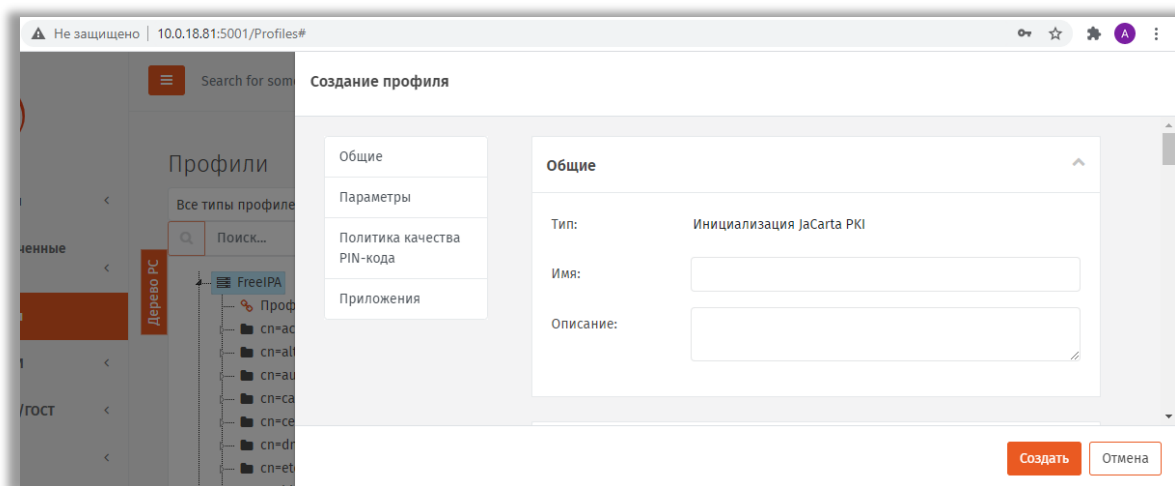 Не защищено | 10.0.18.81:5001/Profiles#
A
Search for som
Создание профиля
Профили
Все типы профиле
Поиск...
Дерево РС
FreeIPA
Проф
cn=ac
cn=alt
cn=au
cn=ca
cn=ce
cn=dr
cn=ete
ченные
/ГОСТ
Общие
Параметры
Политика качества
PIN-кода
Приложения
Общие
Тип: Инициализация JaCarta PKI
Имя:
Описание:
Создать Отмена